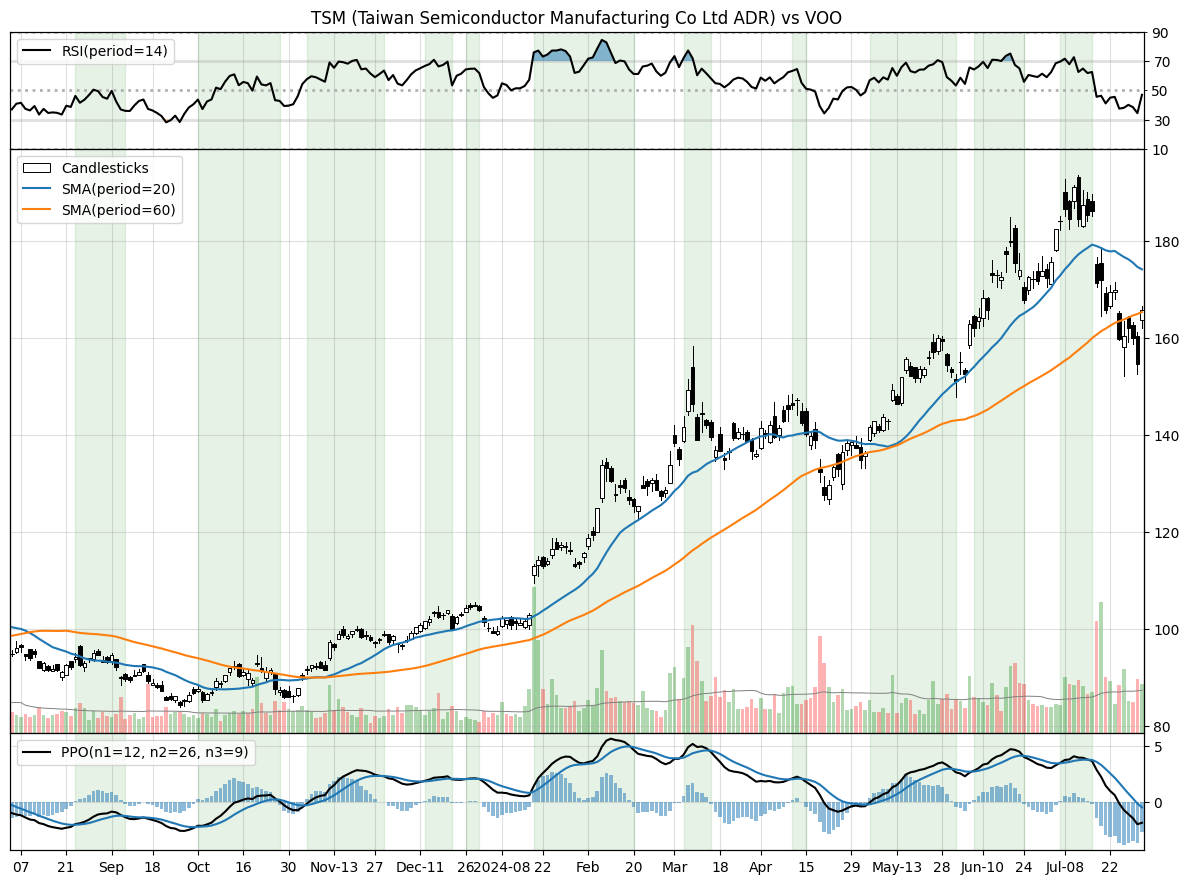 TSM (Taiwan Semiconductor Manufacturing Co Ltd ADR) vs VOO
RSI(period=14)
90
70
50
30
10
Candlesticks
SMA(period=20)
SMA(period=60)
180
160
140
120
100
80
PPO(n1=12, n2=26, n3=9)
5
0
07 21 Sep 18 Oct 16 30 Nov-13 27 Dec-11 26 2024-08 22 Feb 20 Mar 18 Apr 15 29 May-13 28 Jun-10 24 Jul-08 22